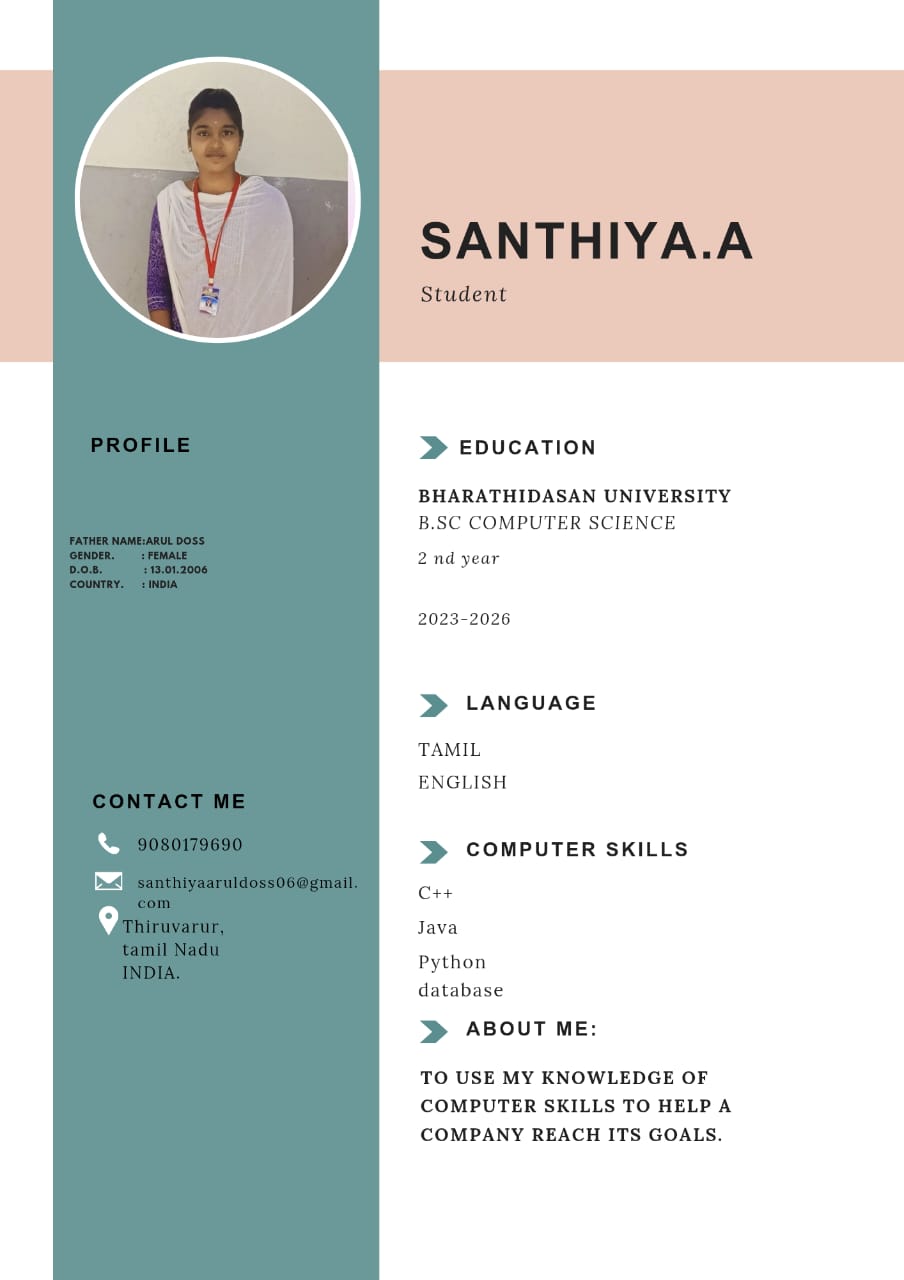 SANTHIYA.A
Student
PROFILE
FATHER NAME:ARUL DOSS
GENDER. : FEMALE
D.O.B. : 13.01.2006
COUNTRY. : INDIA
CONTACT ME
9080179690
santhiyaaruldoss06@gmail.
com
Thiruvarur,
tamil Nadu
INDIA.
EDUCATION
BHARATHIDASAN UNIVERSITY
B.SC COMPUTER SCIENCE
2 nd year
2023-2026
LANGUAGE
TAMIL
ENGLISH
COMPUTER SKILLS
C++
Java
Python
database
ABOUT ME:
TO USE MY KNOWLEDGE OF
COMPUTER SKILLS TO HELP A
COMPANY REACH ITS GOALS.